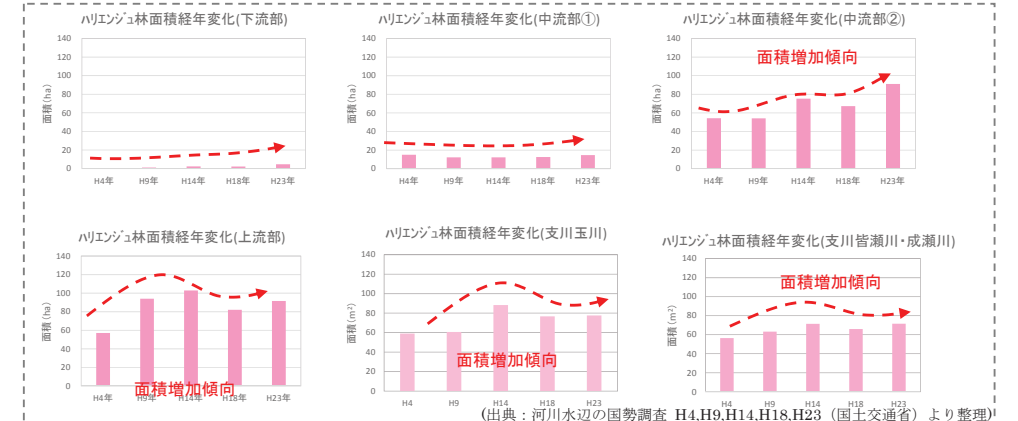 ﾊﾘｴﾝｼﾞｭ林面積経年変化(下流部)
140
120
100
80
60
40
20
0
面積(ha)
H4年 H9年 H14年 H18年 H23年
ﾊﾘｴﾝｼﾞｭ林面積経年変化(中流部①)
140
120
100
80
60
40
20
0
面積(ha)
H4年 H9年 H14年 H18年 H23年
ﾊﾘｴﾝｼﾞｭ林面積経年変化(中流部②)
面積増加傾向
140
120
100
80
60
40
20
0
面積(ha)
H4年 H9年 H14年 H18年 H23年
ﾊﾘｴﾝｼﾞｭ林面積経年変化(上流部)
140
120
100
80
60
40
20
0
面積(ha)
面積増加傾向
H4年 H9年 H14年 H18年 H23年
ﾊﾘｴﾝｼﾞｭ林面積経年変化(支川玉川)
140
120
100
80
60
40
20
0
面積(m²)
面積増加傾向
H4 H9 H14 H18 H23
ﾊﾘｴﾝｼﾞｭ林面積経年変化(支川皆瀬川・成瀬川)
面積増加傾向
140
120
100
80
60
40
20
0
面積(m²)
H4 H9 H14 H18 H23
(出典：河川水辺の国勢調査 H4,H9,H14,H18,H23（国土交通省）より整理)